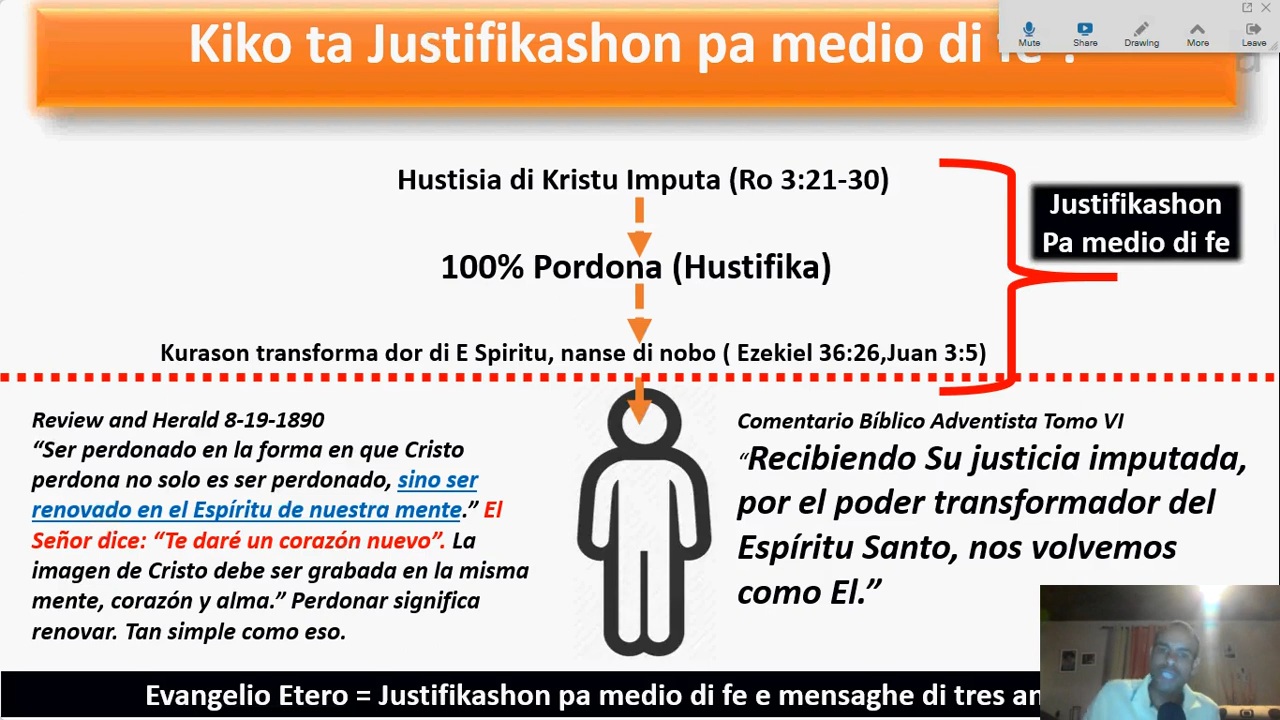 Kiko ta Justifikashon pa medio di
Mute Share Drawing More Leave
Hustisia di Kristu Imputa (Ro 3:21-30)
100% Pordona (Hustifika)
Kurason transforma dor di E Spiritu, nanse di nobo ( Ezekiel 36:26,Juan 3:5)
Justifikashon
Pa medio di fe
Review and Herald 8-19-1890
“Ser perdonado en la forma en que Cristo
perdona no solo es ser perdonado, sino ser
renovado en el Espíritu de nuestra mente.” El
Señor dice: “Te daré un corazón nuevo”. La
imagen de Cristo debe ser grabada en la misma
mente, corazón y alma.” Perdonar significa
renovar. Tan simple como eso.
Comentario Bíblico Adventista Tomo VI
“Recibiendo Su justicia imputada,
por el poder transformador del
Espíritu Santo, nos volvemos
como El.”
Evangelio Etero = Justifikashon pa medio di fe e mensaghe di tres